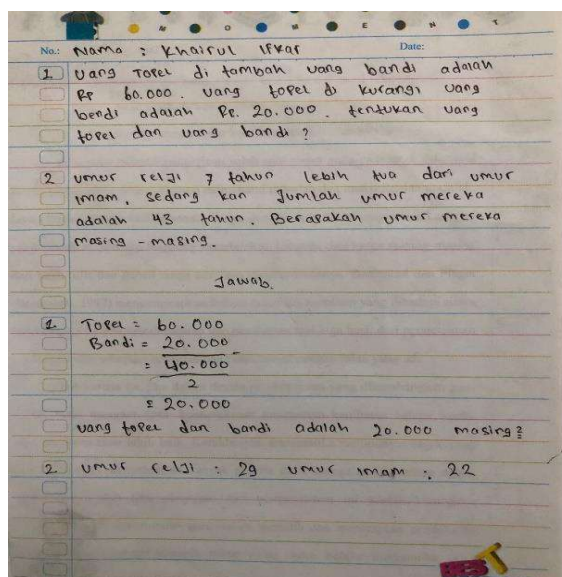 M O M E N T
No.: Nama : Khairul Ifkar Date:
1 Uang Topel di tambah uang bandi adalah
Rp 60.000. uang topel di kurangi uang
bendi adalah Rp. 20.000. tentukan uang
topel dan uang bandi ?
2 umur relji 7 tahun lebih tua dari umur
imam, sedang kan Jumlah umur mereka
adalah 43 tahun. Berapakah umur mereka
masing - masing.
Jawab.
1 Topel = 60.000
Bandi = 20.000 -
= 40.000
2
= 20.000
uang topel dan bandi adalah 20.000 masing2
2 umur relji : 29 umur imam : 22